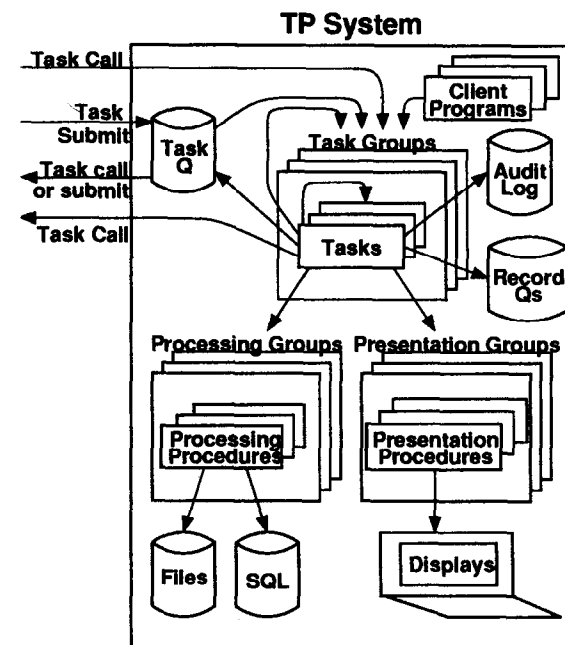 TP System
Task Call
Client
Programs
Task
Submit
Task Groups
Task
Q
Audit
Log
Task call
or submit
Task Call
Tasks
Record
Qs
Processing Groups
Presentation Groups
Processing
Procedures
Presentation
Procedures
Files
SQL
Displays